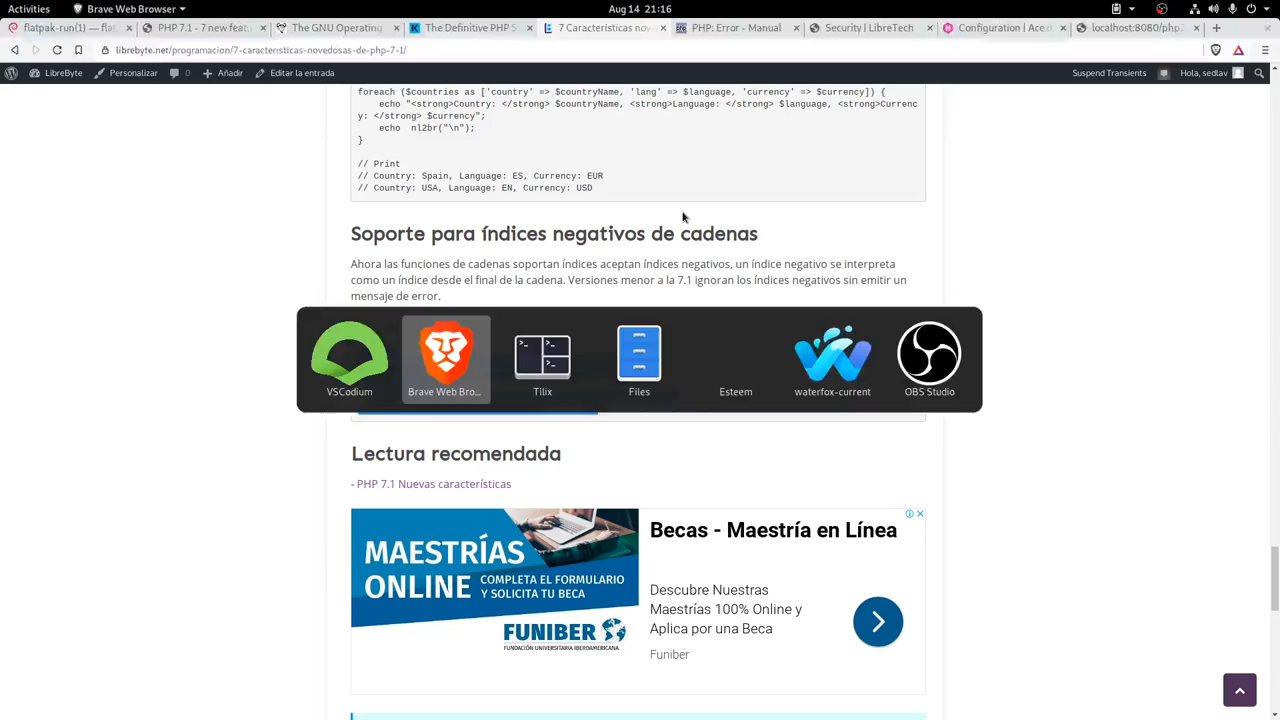 Activities
Brave Web Browser
Aug 14 21:16
flatpak-run(1) — fla
PHP 7.1 - 7 new feat
The GNU Operating
The Definitive PHP S
7 Características nov
PHP: Error - Manual
Security | LibreTech
Configuration | Ace.d
localhost:8080/php
librebyte.net/programacion/7-caracteristicas-novedosas-de-php-7-1/
LibreByte
Personalizar
0
Añadir
Editar la entrada
Suspend Transients
Hola, sedlav
foreach ($countries as ['country' => $countryName, 'lang' => $language, 'currency' => $currency]) {
echo "<strong>Country: </strong> $countryName, <strong>Language: </strong> $language, <strong>Currenc
y: </strong> $currency";
echo nl2br("\n");
}
// Print
// Country: Spain, Language: ES, Currency: EUR
// Country: USA, Language: EN, Currency: USD
Soporte para índices negativos de cadenas
Ahora las funciones de cadenas soportan índices aceptan índices negativos, un índice negativo se interpreta
como un índice desde el final de la cadena. Versiones menor a la 7.1 ignoran los índices negativos sin emitir un
mensaje de error.
VSCodium
Brave Web Bro...
Tilix
Files
Esteem
waterfox-current
OBS Studio
Lectura recomendada
- PHP 7.1 Nuevas características
MAESTRÍAS
ONLINE
COMPLETA EL FORMULARIO
Y SOLICITA TU BECA
FUNIBER
FUNDACIÓN UNIVERSITARIA IBEROAMERICANA
Becas - Maestría en Línea
Descubre Nuestras
Maestrías 100% Online y
Aplica por una Beca
Funiber